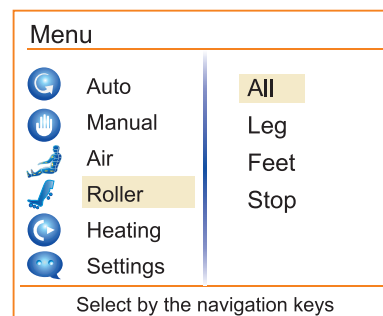 Menu
Auto
Manual
Air
Roller
Heating
Settings
All
Leg
Feet
Stop
Select by the navigation keys